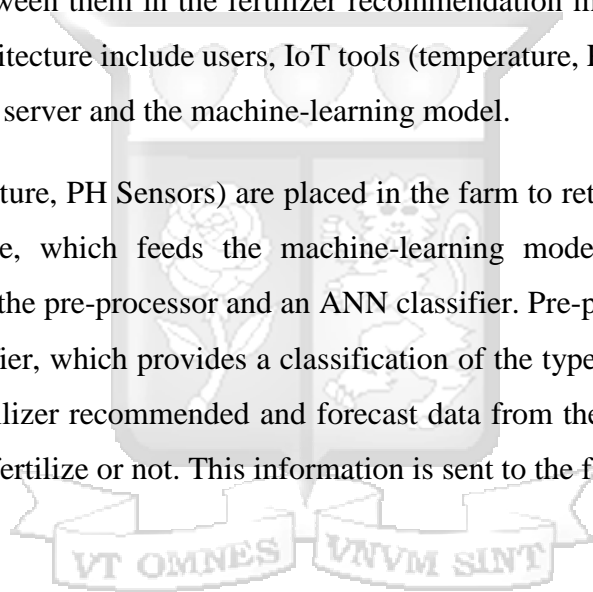 ween them in the fertilizer recommendation m
itecture include users, IoT tools (temperature, 
server and the machine-learning model.
ture, PH Sensors) are placed in the farm to ret
e, which feeds the machine-learning mode
the pre-processor and an ANN classifier. Pre-p
ier, which provides a classification of the type
ilizer recommended and forecast data from the
fertilize or not. This information is sent to the f
VT OMNES VNVM SINT